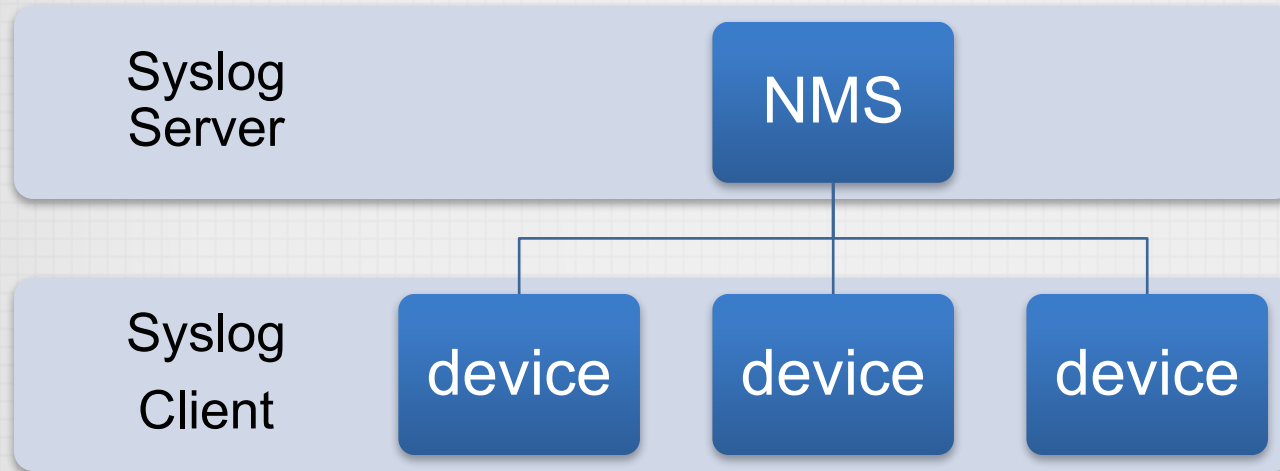 Syslog
Server
NMS
Syslog
Client
device
device
device